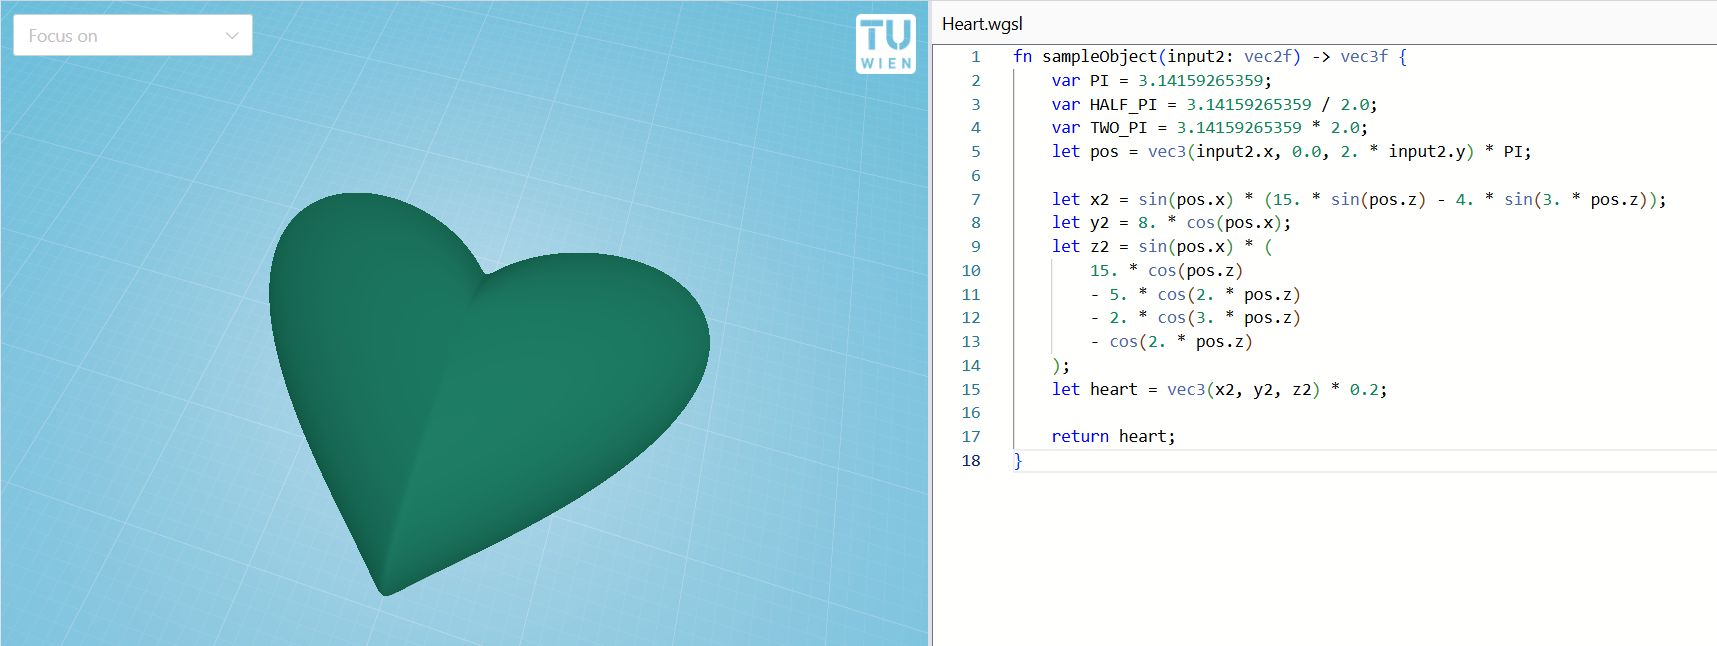 Focus on
TU
WIEN
Heart.wgsl
1 fn sampleObject(input2: vec2f) -> vec3f {
2     var PI = 3.14159265359;
3     var HALF_PI = 3.14159265359 / 2.0;
4     var TWO_PI = 3.14159265359 * 2.0;
5     let pos = vec3(input2.x, 0.0, 2. * input2.y) * PI;
6
7     let x2 = sin(pos.x) * (15. * sin(pos.z) - 4. * sin(3. * pos.z));
8     let y2 = 8. * cos(pos.x);
9     let z2 = sin(pos.x) * (
10         15. * cos(pos.z)
11         - 5. * cos(2. * pos.z)
12         - 2. * cos(3. * pos.z)
13         - cos(2. * pos.z)
14     );
15     let heart = vec3(x2, y2, z2) * 0.2;
16
17     return heart;
18 }